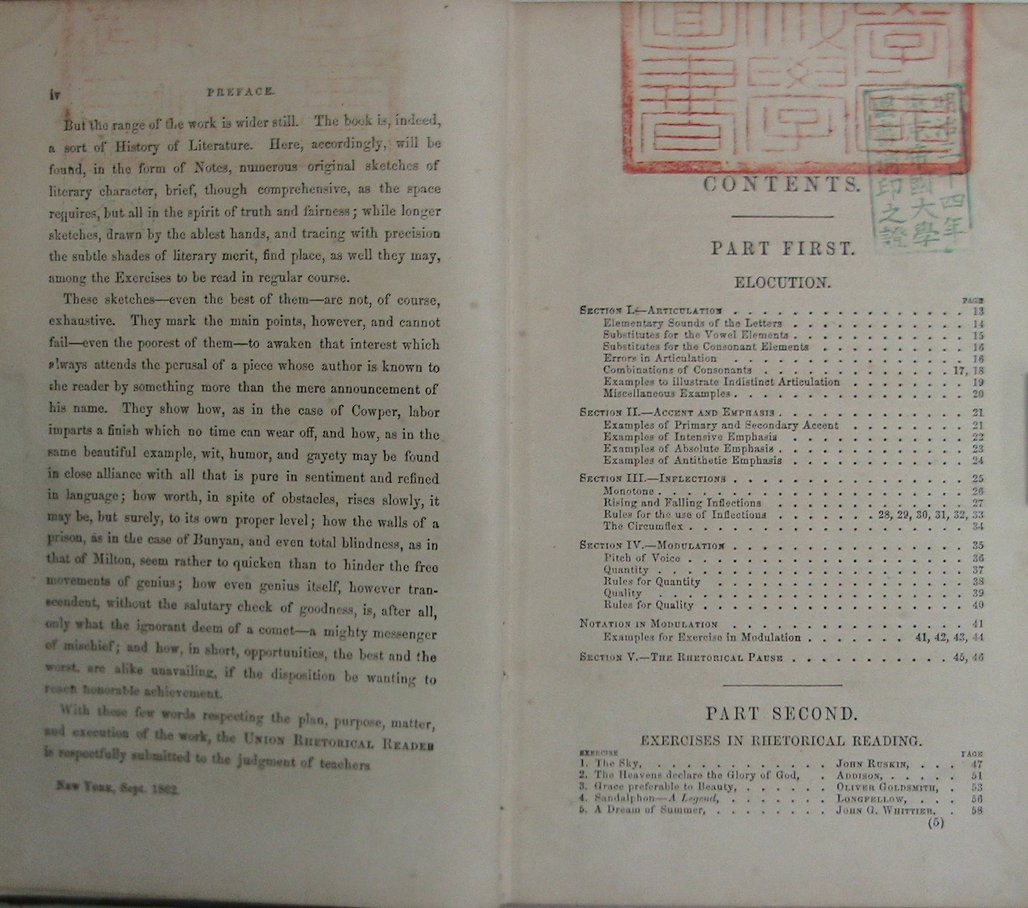 iv
PREFACE.
But the range of the work is wider still. The book is, indeed,
a sort of History of Literature. Here, accordingly, will be
found, in the form of Notes, numerous original sketches of
literary character, brief, though comprehensive, as the space
requires, but all in the spirit of truth and fairness; while longer
sketches, drawn by the ablest hands, and tracing with precision
the subtle shades of literary merit, find place, as well they may,
among the Exercises to be read in regular course.
These sketches—even the best of them—are not, of course,
exhaustive. They mark the main points, however, and cannot
fail—even the poorest of them—to awaken that interest which
always attends the perusal of a piece whose author is known to
the reader by something more than the mere announcement of
his name. They show how, as in the case of Cowper, labor
imparts a finish which no time can wear off, and how, as in the
same beautiful example, wit, humor, and gayety may be found
in close alliance with all that is pure in sentiment and refined
in language; how worth, in spite of obstacles, rises slowly, it
may be, but surely, to its own proper level; how the walls of a
prison, as in the case of Bunyan, and even total blindness, as in
that of Milton, seem rather to quicken than to hinder the free
movements of genius; how even genius itself, however tran-
scendent, without the salutary check of goodness, is, after all,
only what the ignorant deem of a comet—a mighty messenger
of mischief; and how, in short, opportunities, the best and the
worst, are alike unavailing, if the disposition be wanting to
reach honorable achievement.
With these few words respecting the plan, purpose, matter,
and execution of the work, the UNION RHETORICAL READER
is respectfully submitted to the judgment of teachers
NEW YORK, Sept. 1862.
四年
國大學
印之證
CONTENTS.
PART FIRST.
ELOCUTION.
PAGE
SECTION I.—ARTICULATION . . . . . . . . . . . . . . . . 13
Elementary Sounds of the Letters . . . . . . . . . . . . 14
Substitutes for the Vowel Elements . . . . . . . . . . . . 15
Substitutes for the Consonant Elements . . . . . . . . . . 16
Errors in Articulation . . . . . . . . . . . . . . . . 16
Combinations of Consonants . . . . . . . . . . . . . 17, 18
Examples to illustrate Indistinct Articulation . . . . . . . . 19
Miscellaneous Examples . . . . . . . . . . . . . . . . 20
SECTION II.—ACCENT AND EMPHASIS . . . . . . . . . . . . . 21
Examples of Primary and Secondary Accent . . . . . . . . 21
Examples of Intensive Emphasis . . . . . . . . . . . . 22
Examples of Absolute Emphasis . . . . . . . . . . . . 23
Examples of Antithetic Emphasis . . . . . . . . . . . . 24
SECTION III.—INFLECTIONS . . . . . . . . . . . . . . . . 25
Monotone . . . . . . . . . . . . . . . . . . . . 26
Rising and Falling Inflections . . . . . . . . . . . . . 27
Rules for the use of Inflections . . . . . . . 28, 29, 30, 31, 32, 33
The Circumflex . . . . . . . . . . . . . . . . . . 34
SECTION IV.—MODULATION . . . . . . . . . . . . . . . . 35
Pitch of Voice . . . . . . . . . . . . . . . . . . 36
Quantity . . . . . . . . . . . . . . . . . . . . 37
Rules for Quantity . . . . . . . . . . . . . . . . . 38
Quality . . . . . . . . . . . . . . . . . . . . 39
Rules for Quality . . . . . . . . . . . . . . . . . 40
NOTATION IN MODULATION . . . . . . . . . . . . . . . . 41
Examples for Exercise in Modulation . . . . . . . 41, 42, 43, 44
SECTION V.—THE RHETORICAL PAUSE . . . . . . . . . . . 45, 46
PART SECOND.
EXERCISES IN RHETORICAL READING.
EXERCISE PAGE
1. The Sky, . . . . . . . . . . . JOHN RUSKIN, . . . 47
2. The Heavens declare the Glory of God, . . ADDISON, . . . . . 51
3. Grace preferable to Beauty, . . . . . . . OLIVER GOLDSMITH, . 53
4. Sandalphon—A Legend, . . . . . . . . LONGFELLOW, . . . 56
5. A Dream of Summer, . . . . . . . . . JOHN G. WHITTIER, . 58
(5)